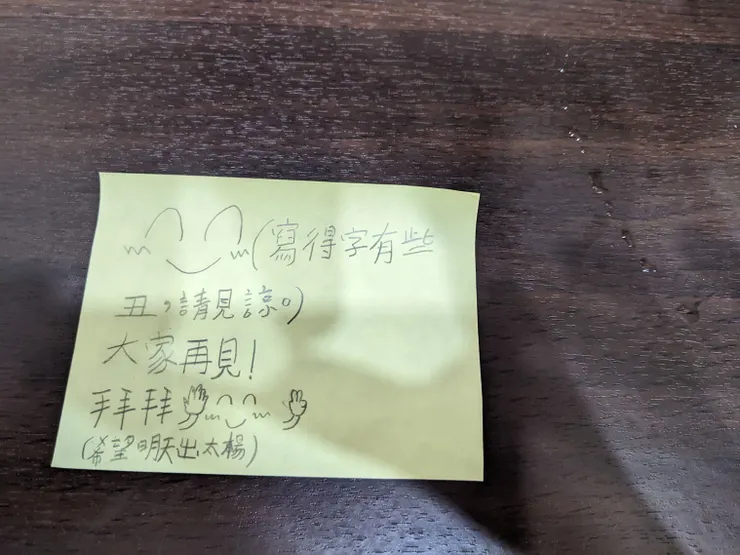 (寫得字有些
丑，請見諒。)
大家再見！
拜拜
(希望明天出太楊)